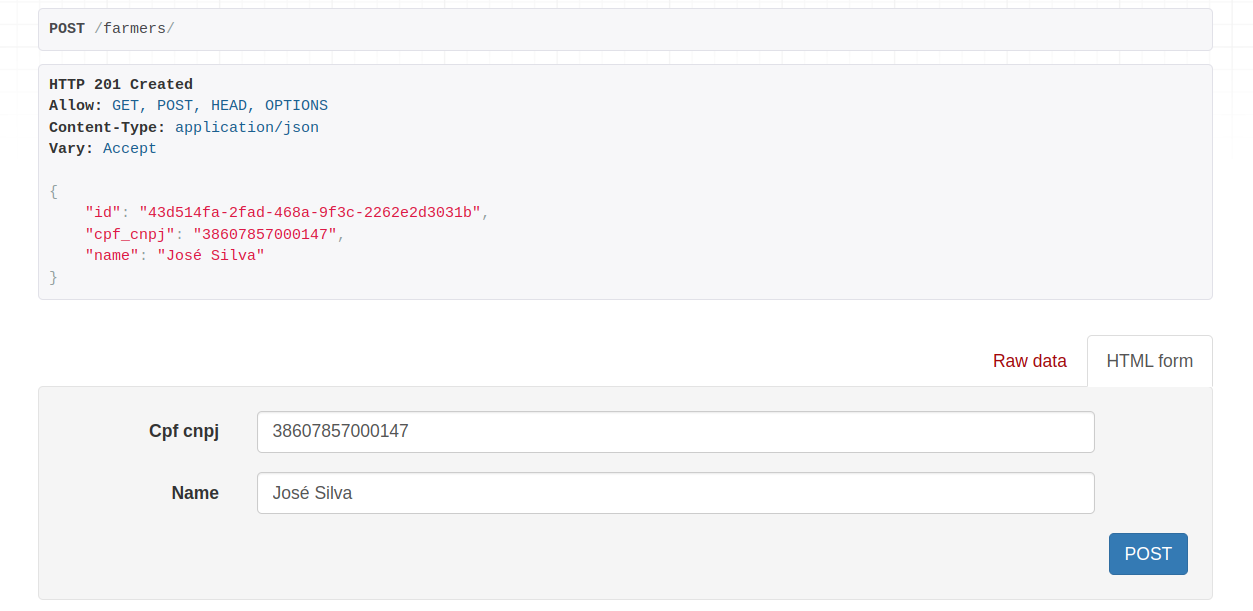 POST /farmers/
HTTP 201 Created
Allow: GET, POST, HEAD, OPTIONS
Content-Type: application/json
Vary: Accept
{
    "id": "43d514fa-2fad-468a-9f3c-2262e2d3031b",
    "cpf_cnpj": "38607857000147",
    "name": "José Silva"
}
Raw data HTML form
Cpf cnpj 38607857000147
Name José Silva
POST